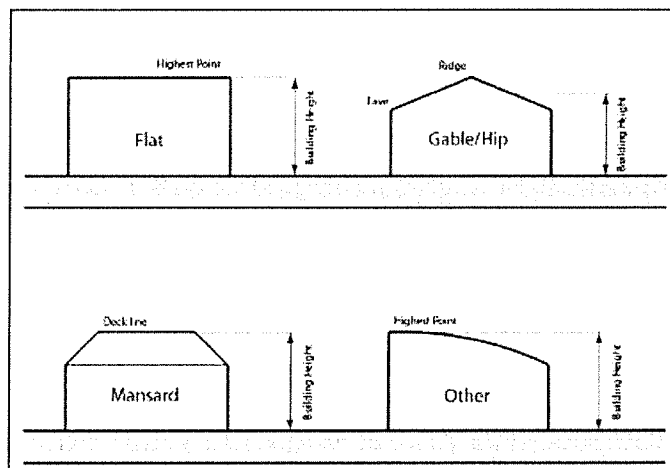 Highest Point
Flat
Building Height
Ridge
Eave
Gable/Hip
Building Height
Deck line
Mansard
Building Height
Highest Point
Other
Building Height